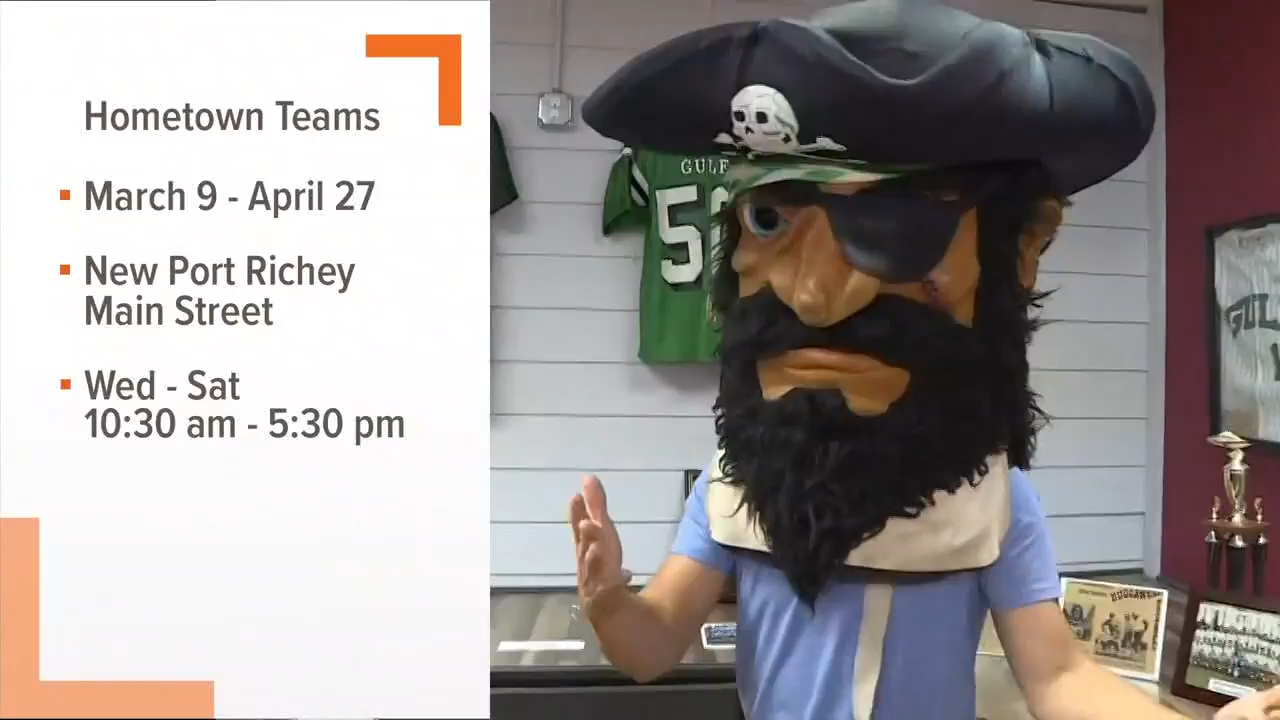 Hometown Teams
March 9 - April 27
New Port Richey
Main Street
Wed - Sat
10:30 am - 5:30 pm
GULF